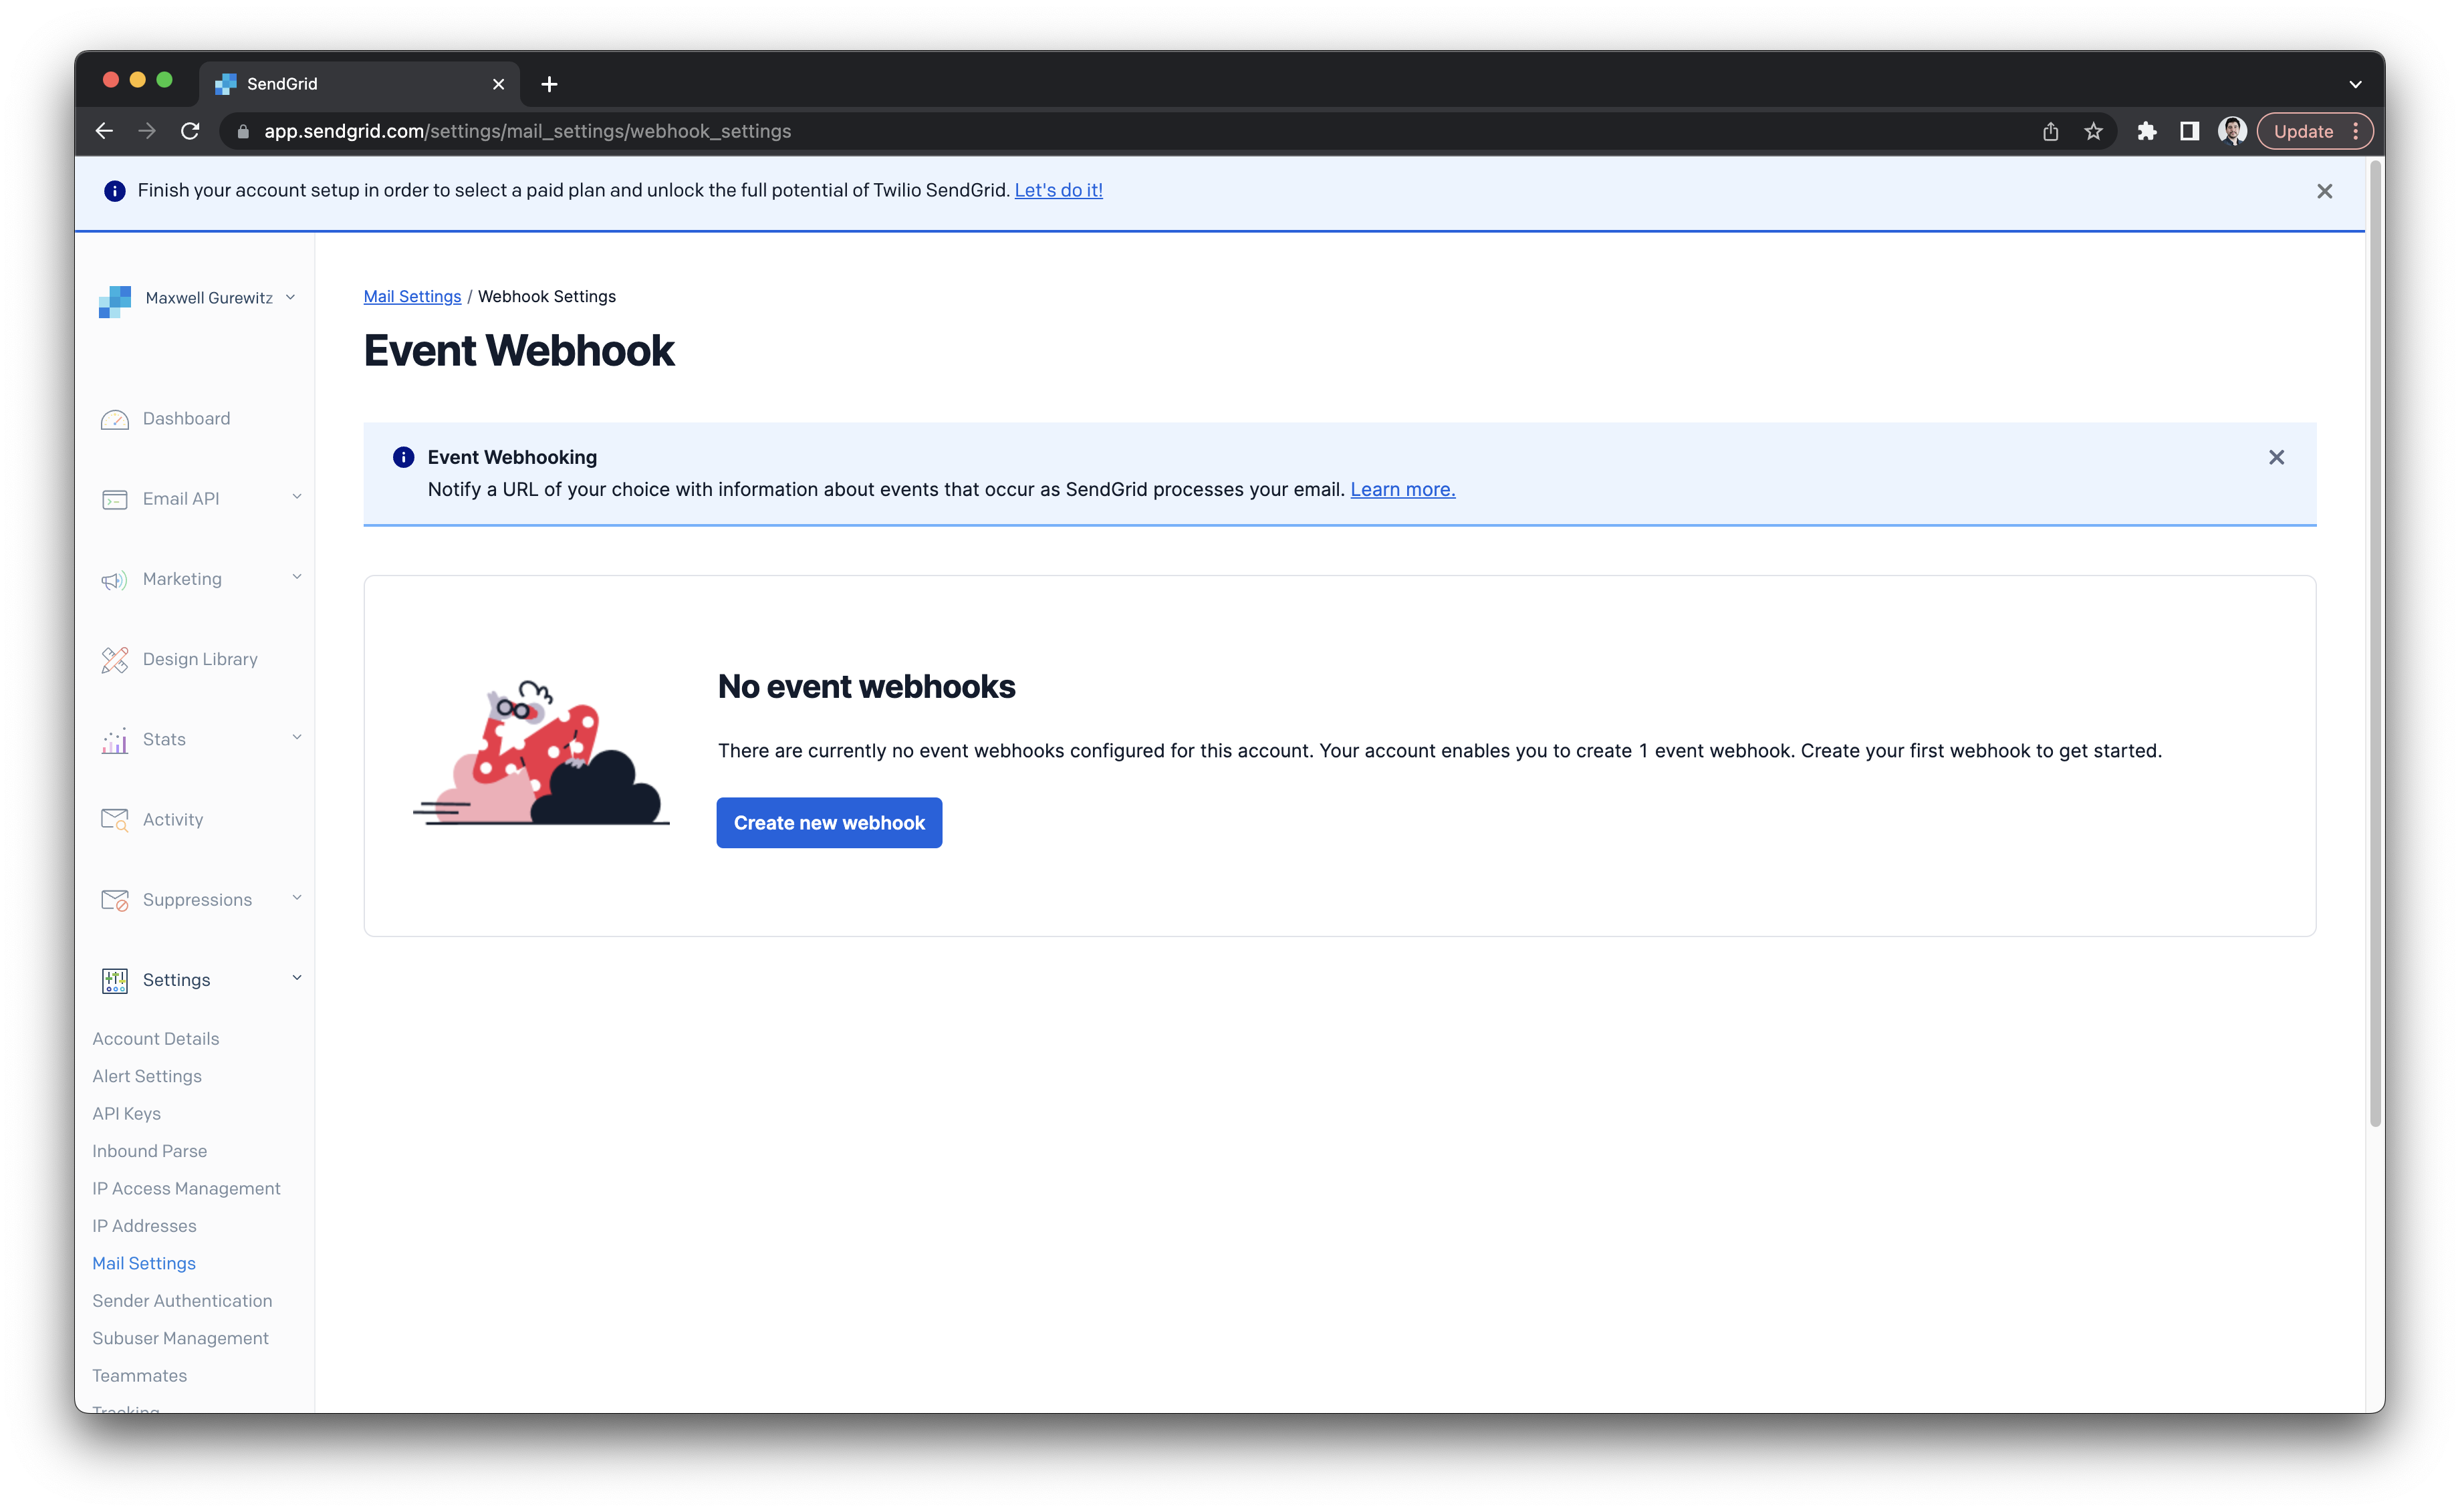 SendGrid
app.sendgrid.com/settings/mail_settings/webhook_settings
Update
Finish your account setup in order to select a paid plan and unlock the full potential of Twilio SendGrid. Let's do it!
Maxwell Gurewitz
Dashboard
Email API
Marketing
Design Library
Stats
Activity
Suppressions
Settings
Account Details
Alert Settings
API Keys
Inbound Parse
IP Access Management
IP Addresses
Mail Settings
Sender Authentication
Subuser Management
Teammates
Tracking
Mail Settings / Webhook Settings
Event Webhook
Event Webhooking
Notify a URL of your choice with information about events that occur as SendGrid processes your email. Learn more.
No event webhooks
There are currently no event webhooks configured for this account. Your account enables you to create 1 event webhook. Create your first webhook to get started.
Create new webhook